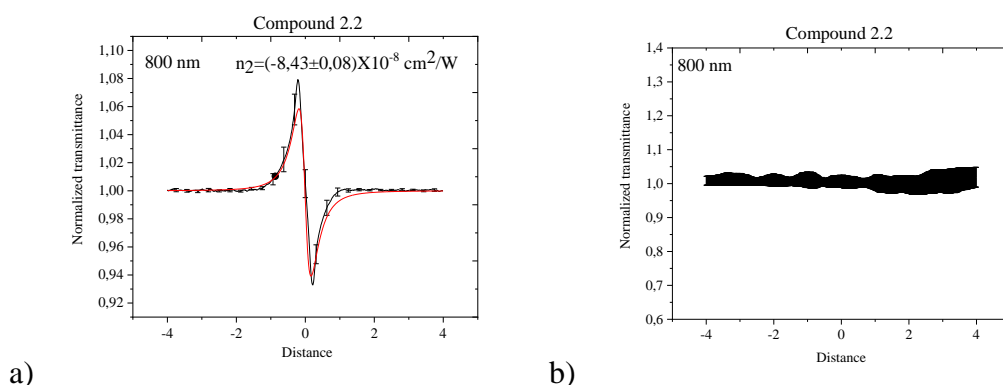 Compound 2.2
800 nm
n2=(-8,43±0,08)X10-8 cm2/W
Normalized transmittance
1,10
1,08
1,06
1,04
1,02
1,00
0,98
0,96
0,94
0,92
-4 -2 0 2 4
Distance
a)
Compound 2.2
800 nm
Normalized transmittance
1,4
1,3
1,2
1,1
1,0
0,9
0,8
0,7
0,6
-4 -2 0 2 4
Distance
b)